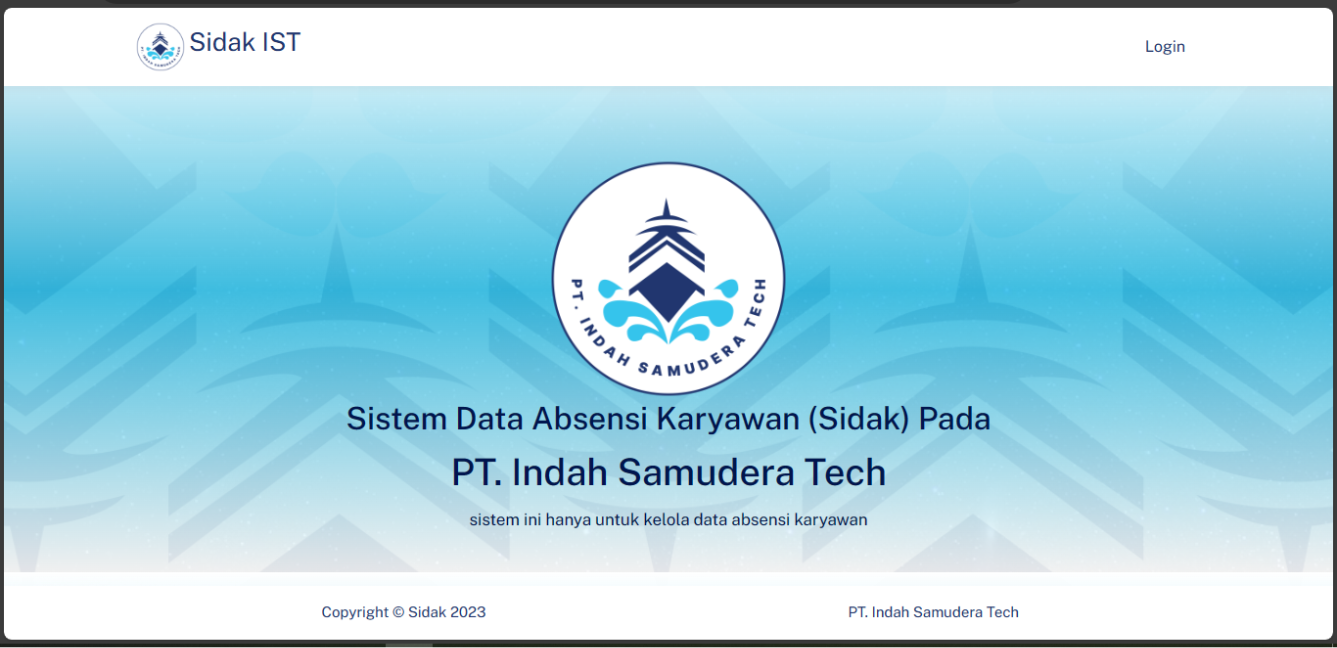 Sidak IST
Login
PT. INDAH SAMUDERA TECH
Sistem Data Absensi Karyawan (Sidak) Pada
PT. Indah Samudera Tech
sistem ini hanya untuk kelola data absensi karyawan
Copyright © Sidak 2023
PT. Indah Samudera Tech